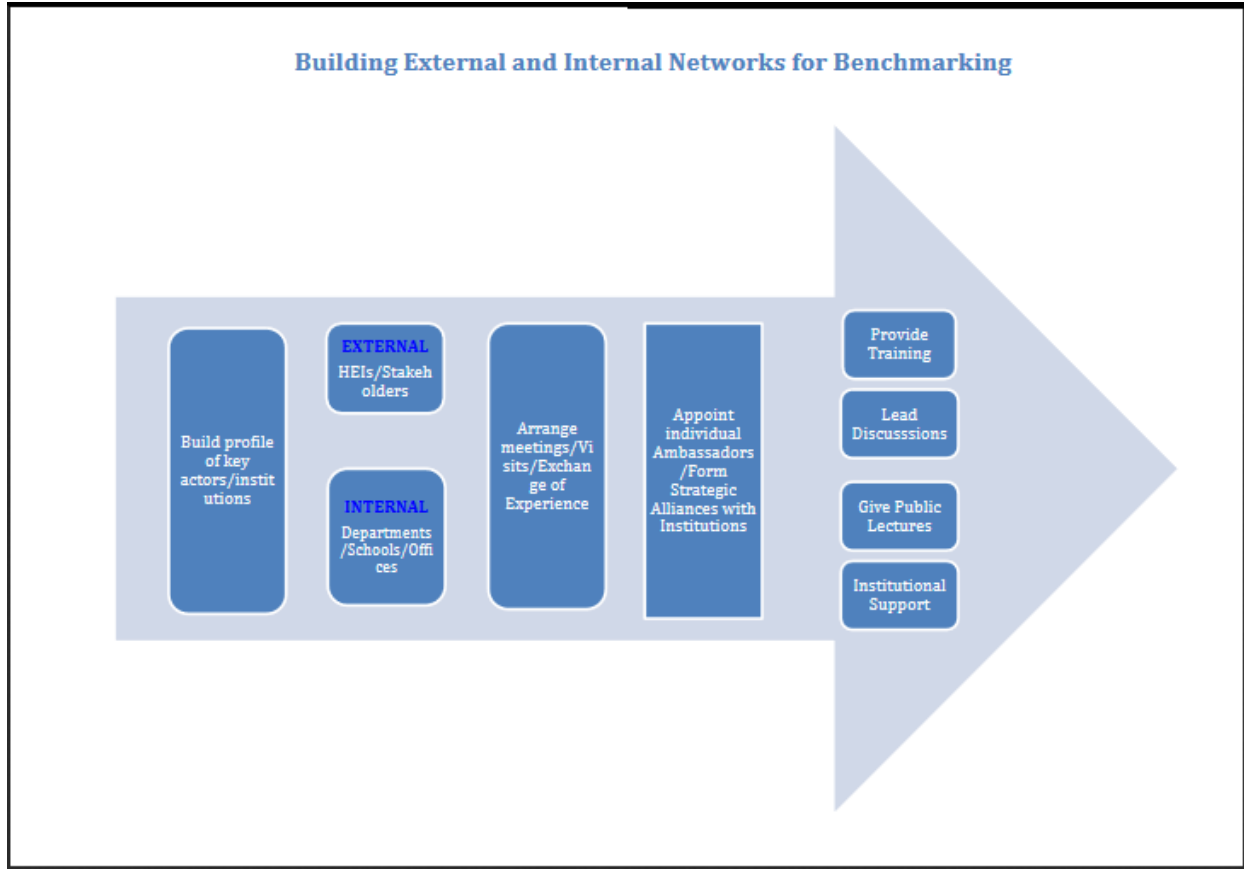 Building External and Internal Networks for Benchmarking
Build profile
of key
actors/instit
utions
EXTERNAL
HEIs/Stakeh
olders
INTERNAL
Departments
/Schools/Offi
ces
Arrange
meetings/Vi
sits/Exchan
ge of
Experience
Appoint
individual
Ambassadors
/Form
Strategic
Alliances with
Institutions
Provide
Training
Lead
Discusssions
Give Public
Lectures
Institutional
Support